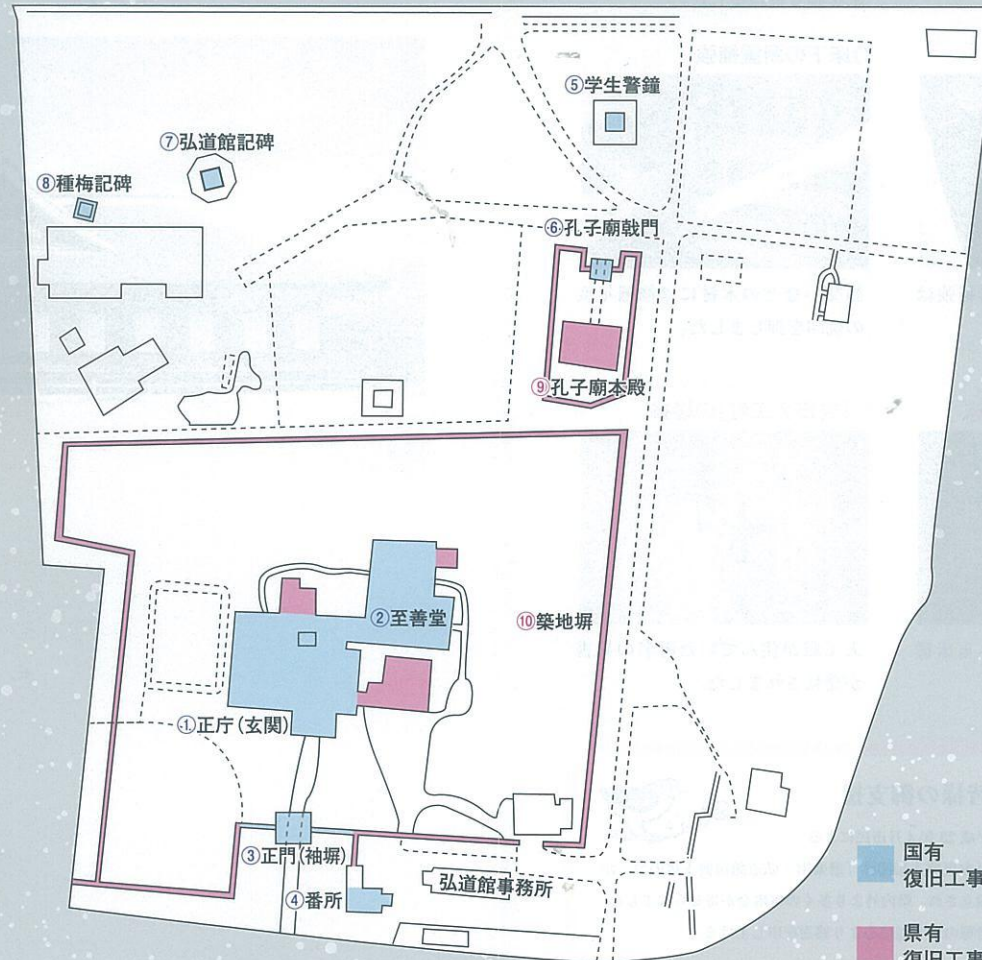 ⑤学生警鐘
⑦弘道館記碑
⑧種梅記碑
⑥孔子廟戟門
⑨孔子廟本殿
②至善堂
⑩築地塀
①正庁(玄関)
③正門(袖塀)
④番所
弘道館事務所
国有
復旧工事
県有
復旧工事